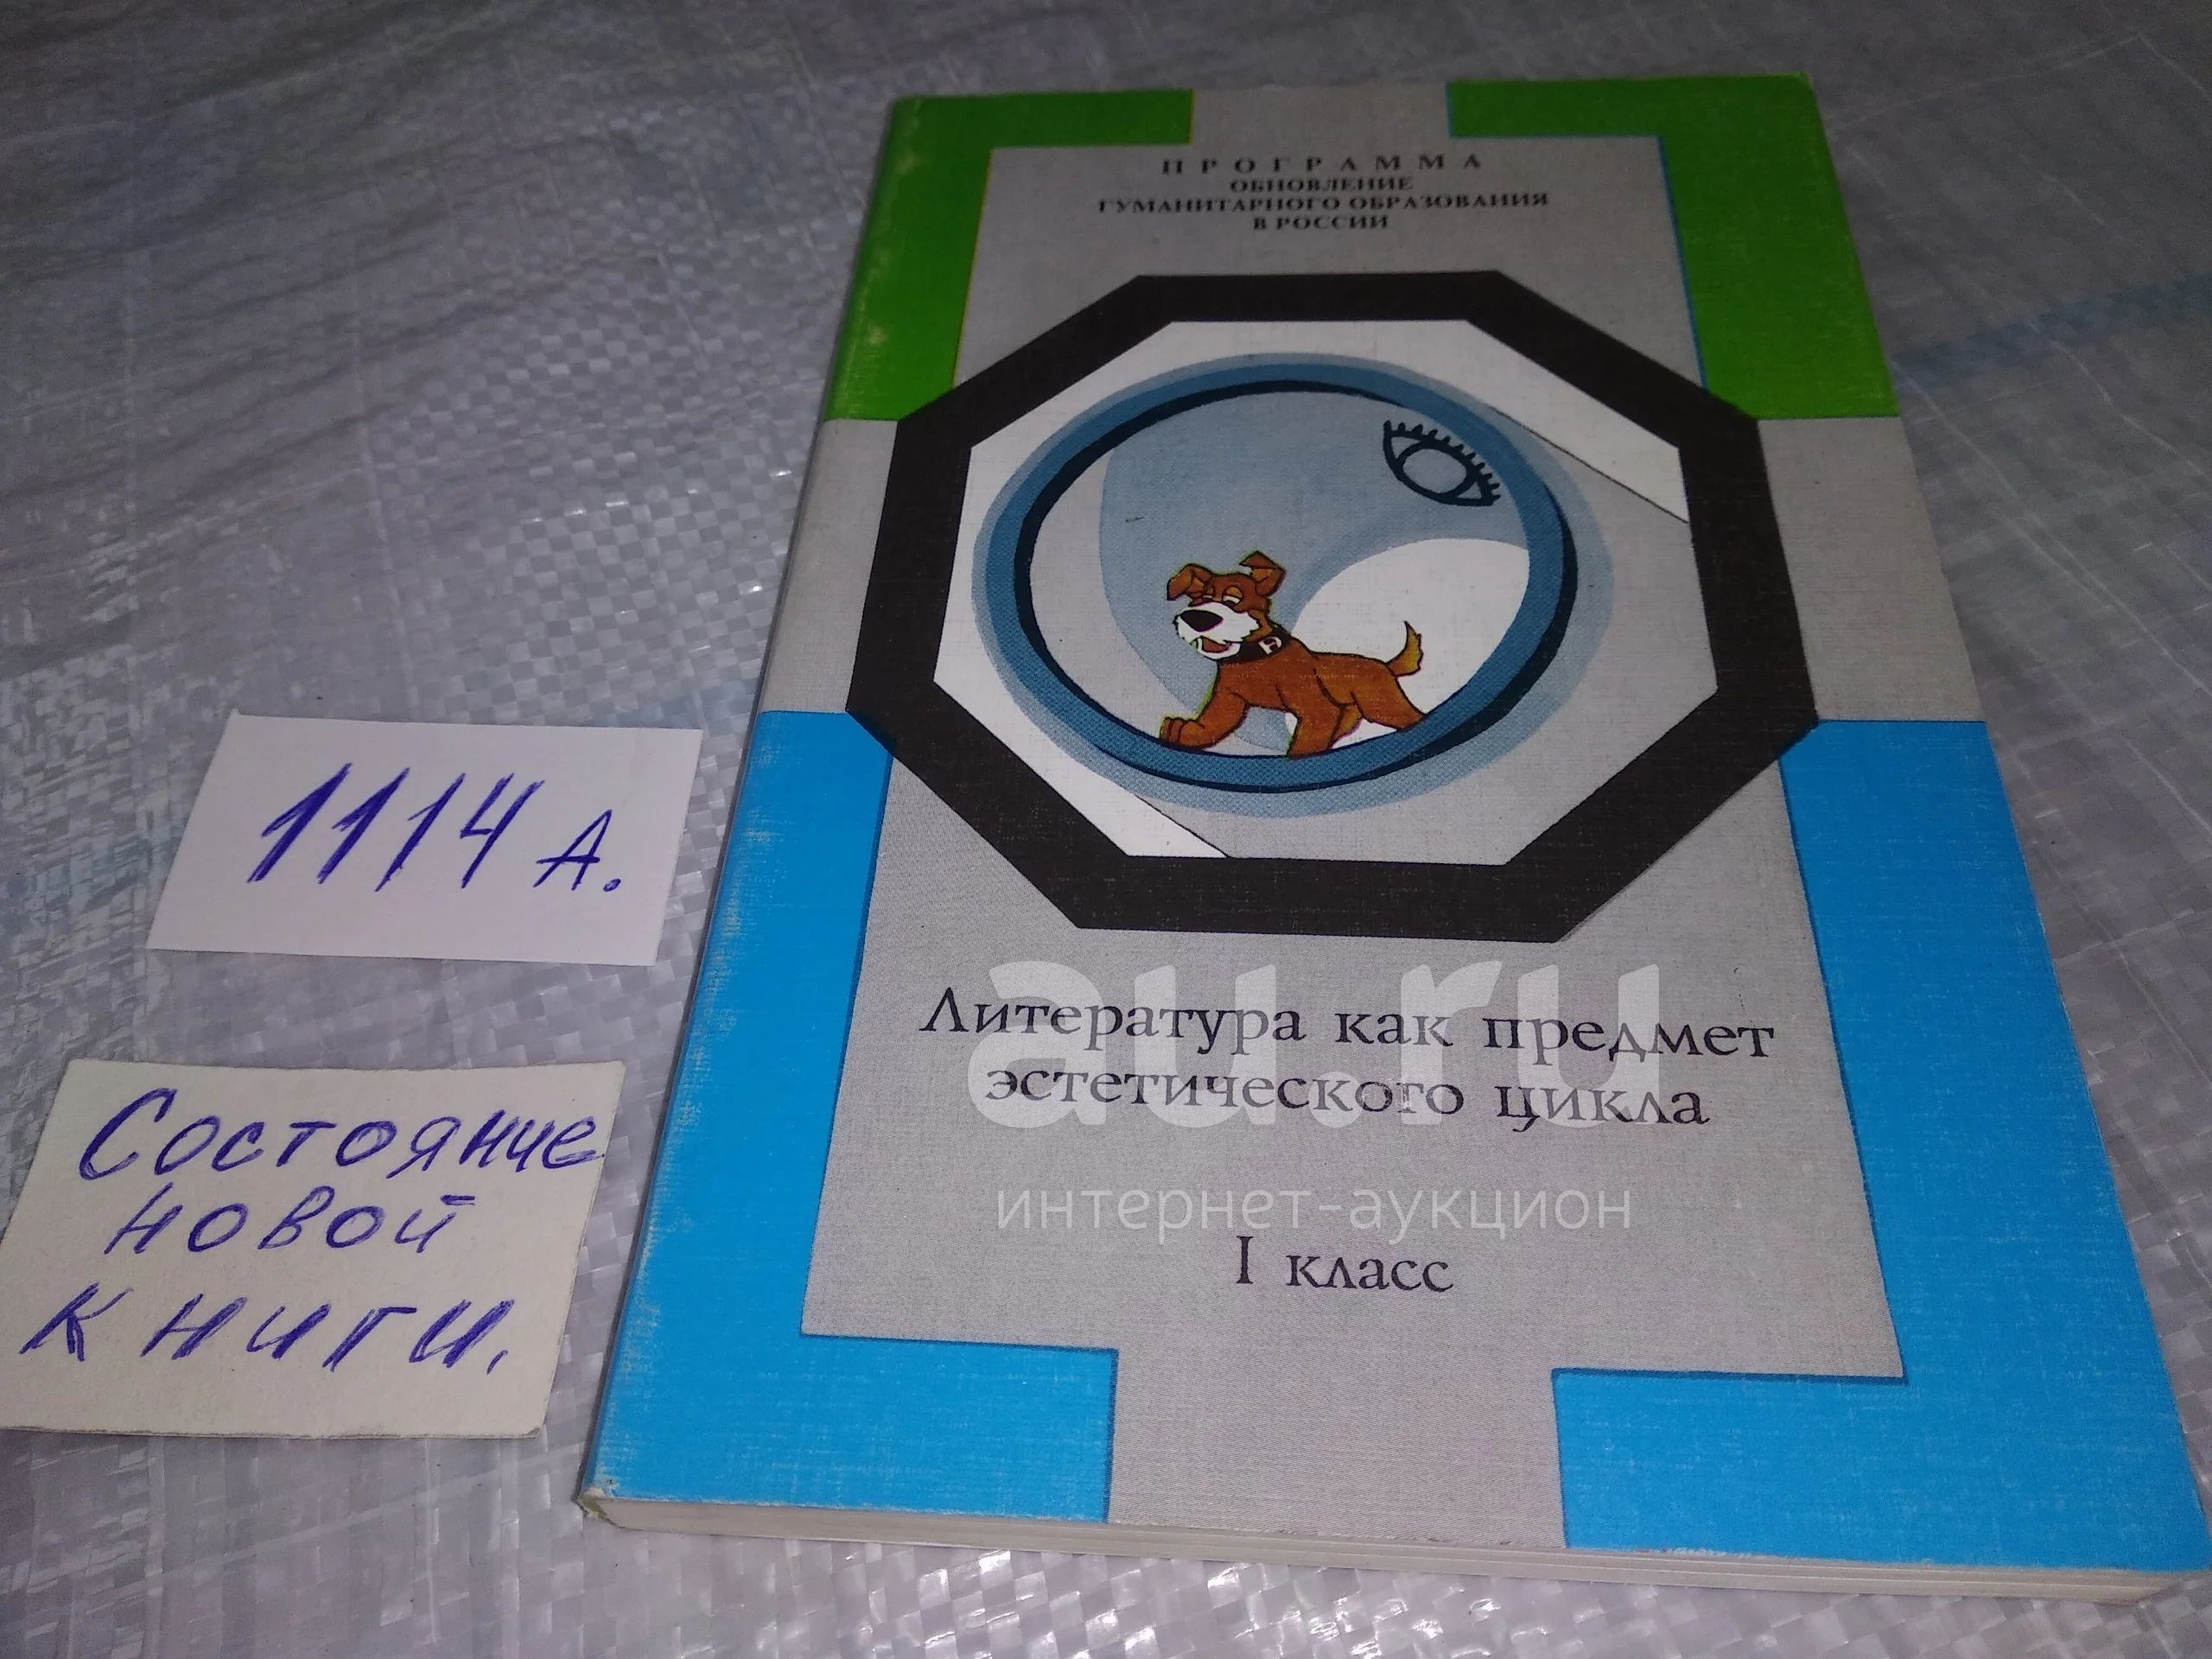 ПРОГРАММА
ОБНОВЛЕНИЕ
ГУМАНИТАРНОГО ОБРАЗОВАНИЯ
В РОССИИ
1114 А.
Состояние
новой
книги.
Литература как предмет
эстетического цикла
au.ru
интернет-аукцион
I класс